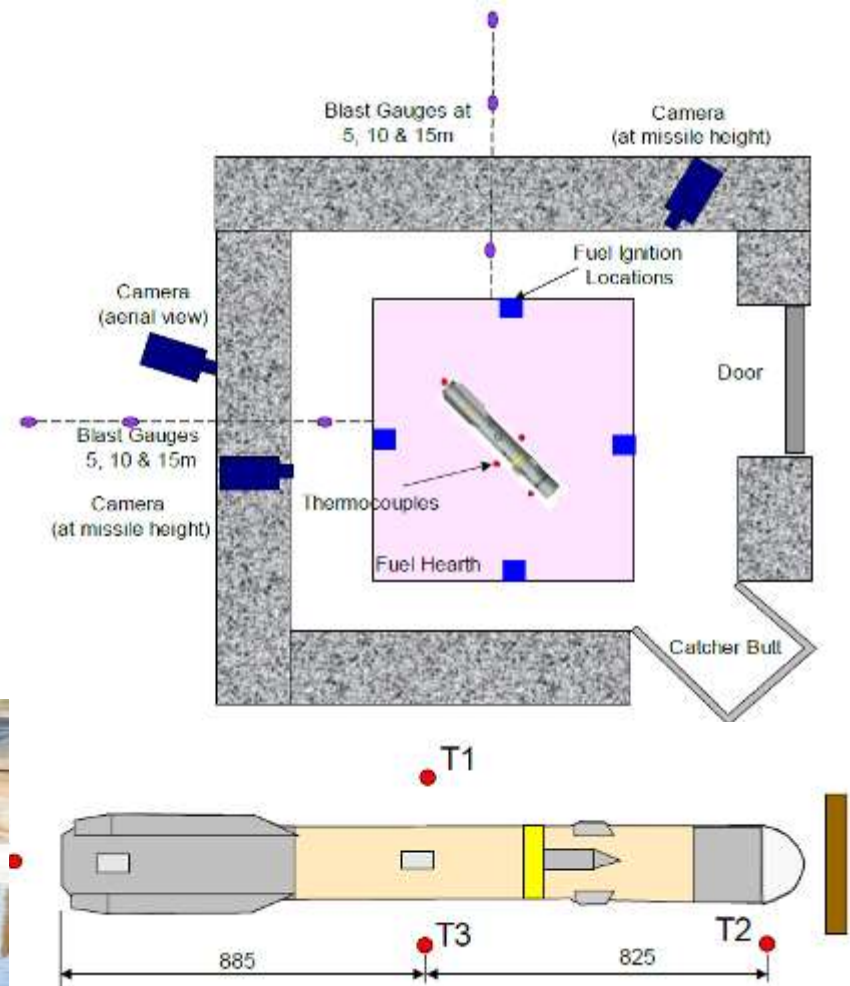 Blast Gauges at
5, 10 & 15m
Camera
(at missile height)
Fuel Ignition
Locations
Camera
(aerial view)
Door
Blast Gauges
5, 10 & 15m
Camera
(at missile height)
Thermocouples
Fuel Hearth
Catcher Butt
T1
T3
T2
885
825